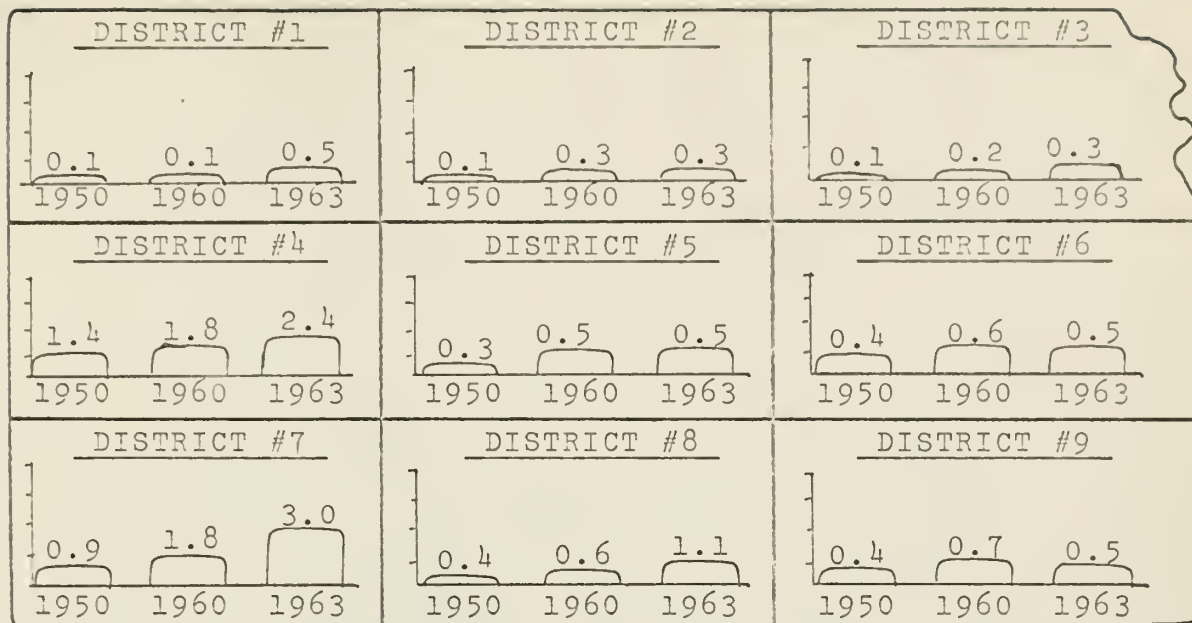 DISTRICT #1
0.1 0.1 0.5
1950 1960 1963
DISTRICT #2
0.1 0.3 0.3
1950 1960 1963
DISTRICT #3
0.1 0.2 0.3
1950 1960 1963
DISTRICT #4
1.4 1.8 2.4
1950 1960 1963
DISTRICT #5
0.3 0.5 0.5
1950 1960 1963
DISTRICT #6
0.4 0.6 0.5
1950 1960 1963
DISTRICT #7
0.9 1.8 3.0
1950 1960 1963
DISTRICT #8
0.4 0.6 1.1
1950 1960 1963
DISTRICT #9
0.4 0.7 0.5
1950 1960 1963